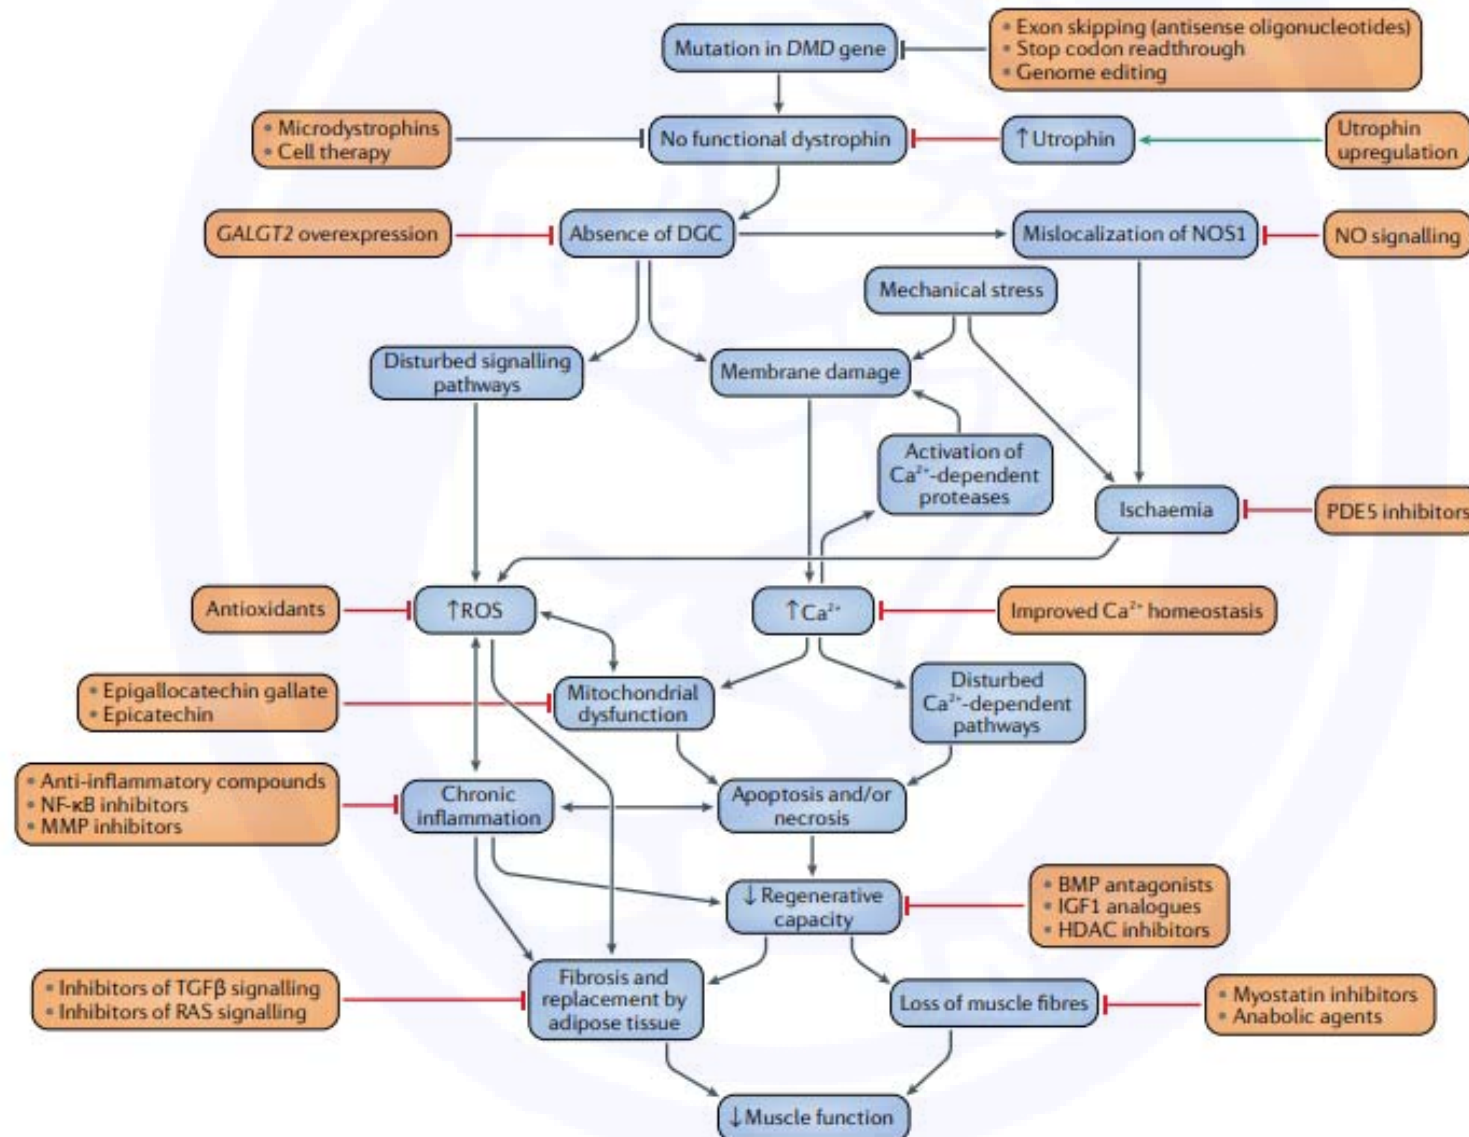 Mutation in DMD gene
• Exon skipping (antisense oligonucleotides)
• Stop codon readthrough
• Genome editing
• Microdystrophins
• Cell therapy
No functional dystrophin
↑Utrophin
Utrophin
upregulation
GALGT2 overexpression
Absence of DGC
Mislocalization of NOS1
NO signalling
Mechanical stress
Disturbed signalling
pathways
Membrane damage
Activation of
Ca²⁺-dependent
proteases
Ischaemia
PDE5 inhibitors
Antioxidants
↑ROS
↑Ca²⁺
Improved Ca²⁺ homeostasis
• Epigallocatechin gallate
• Epicatechin
Mitochondrial
dysfunction
Disturbed
Ca²⁺-dependent
pathways
• Anti-inflammatory compounds
• NF-κB inhibitors
• MMP inhibitors
Chronic
inflammation
Apoptosis and/or
necrosis
↓Regenerative
capacity
• BMP antagonists
• IGF1 analogues
• HDAC inhibitors
• Inhibitors of TGFβ signalling
• Inhibitors of RAS signalling
Fibrosis and
replacement by
adipose tissue
Loss of muscle fibres
• Myostatin inhibitors
• Anabolic agents
↓Muscle function